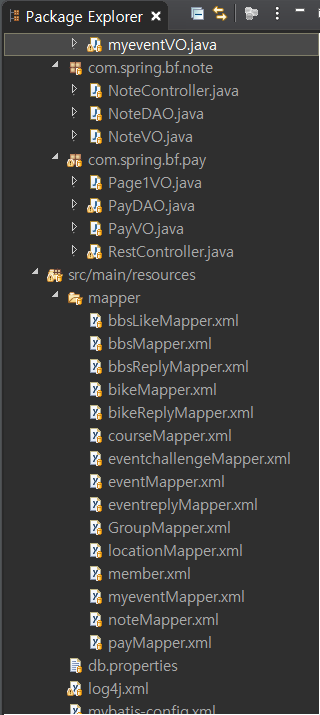 Package Explorer
myeventVO.java
com.spring.bf.note
NoteController.java
NoteDAO.java
NoteVO.java
com.spring.bf.pay
Page1VO.java
PayDAO.java
PayVO.java
RestController.java
src/main/resources
mapper
bbsLikeMapper.xml
bbsMapper.xml
bbsReplyMapper.xml
bikeMapper.xml
bikeReplyMapper.xml
courseMapper.xml
eventchallengeMapper.xml
eventMapper.xml
eventreplyMapper.xml
GroupMapper.xml
locationMapper.xml
member.xml
myeventMapper.xml
noteMapper.xml
payMapper.xml
db.properties
log4j.xml
mybatis-config.xml